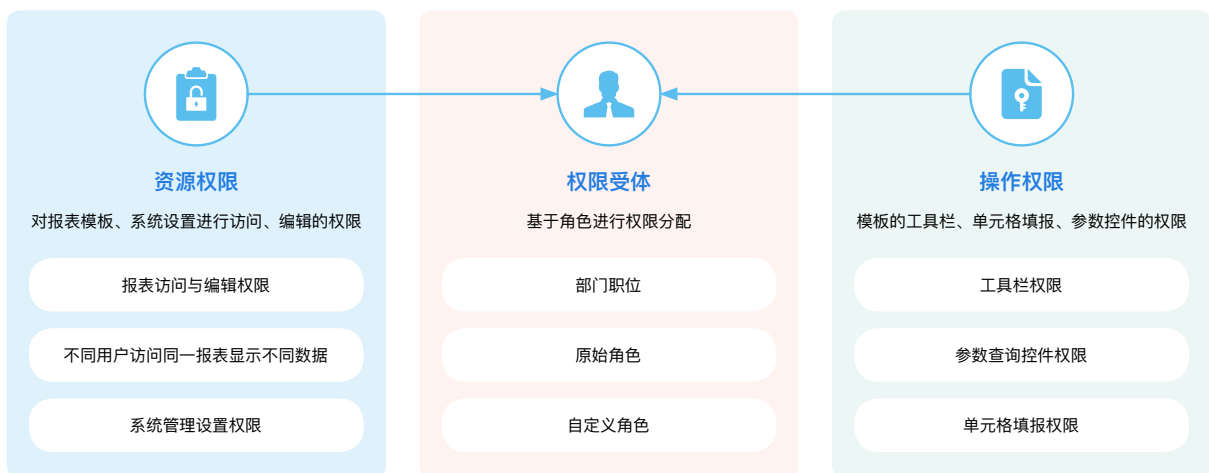 资源权限
对报表模板、系统设置进行访问、编辑的权限
报表访问与编辑权限
不同用户访问同一报表显示不同数据
系统管理设置权限
权限受体
基于角色进行权限分配
部门职位
原始角色
自定义角色
操作权限
模板的工具栏、单元格填报、参数控件的权限
工具栏权限
参数查询控件权限
单元格填报权限